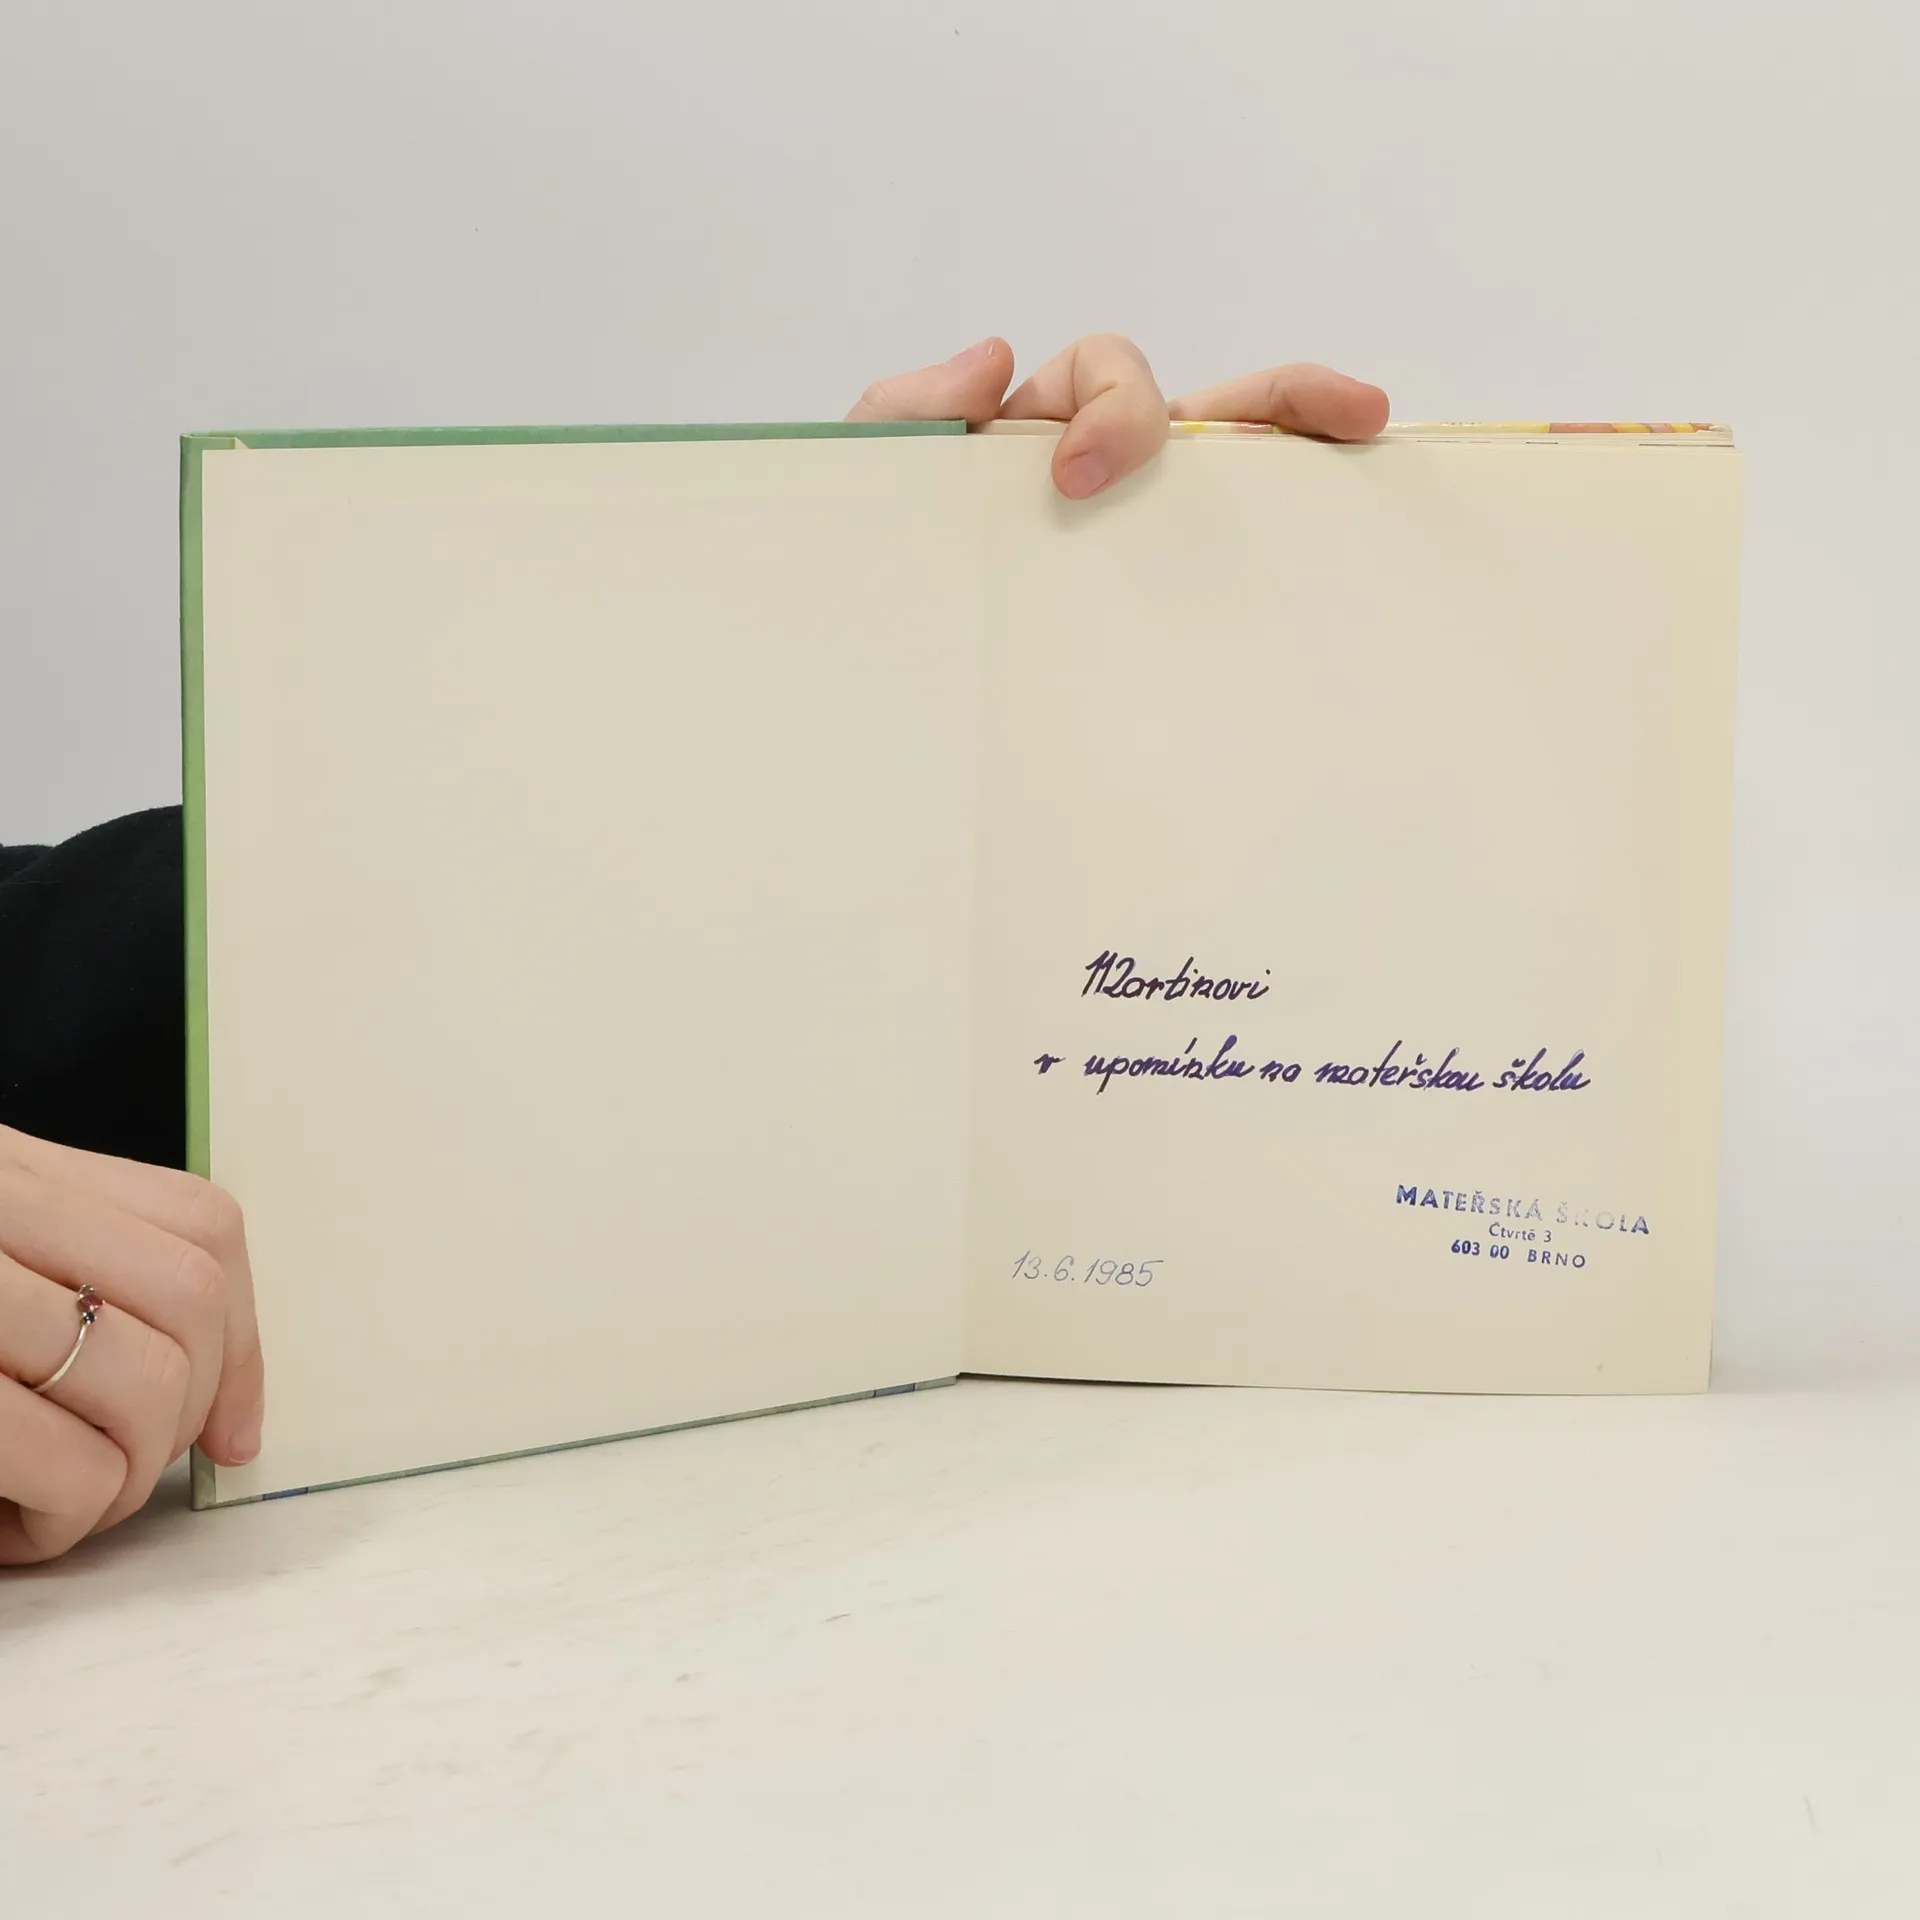 Martinovi
v upomínku na mateřskou školu
MATEŘSKÁ ŠKOLA
Čtvrtě 3
603 00 BRNO
13.6.1985